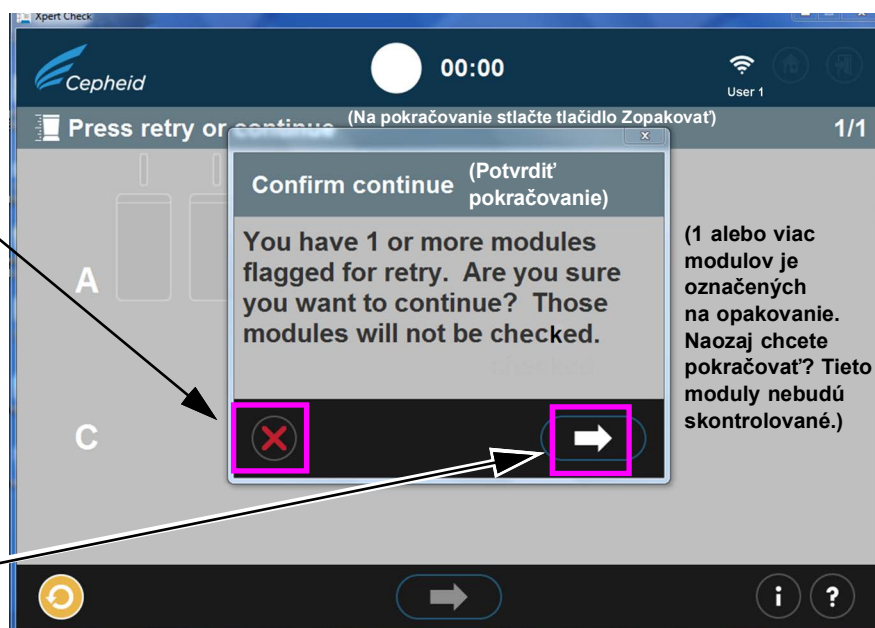 Xpert Check
Cepheid
00:00
User 1
Press retry or continue (Na pokračovanie stlačte tlačidlo Zopakovať)
1/1
Confirm continue (Potvrdiť
pokračovanie)
You have 1 or more modules
flagged for retry. Are you sure
you want to continue? Those
modules will not be checked.
(1 alebo viac
modulov je
označených
na opakovanie.
Naozaj chcete
pokračovať? Tieto
moduly nebudú
skontrolované.)
A
C
i
?